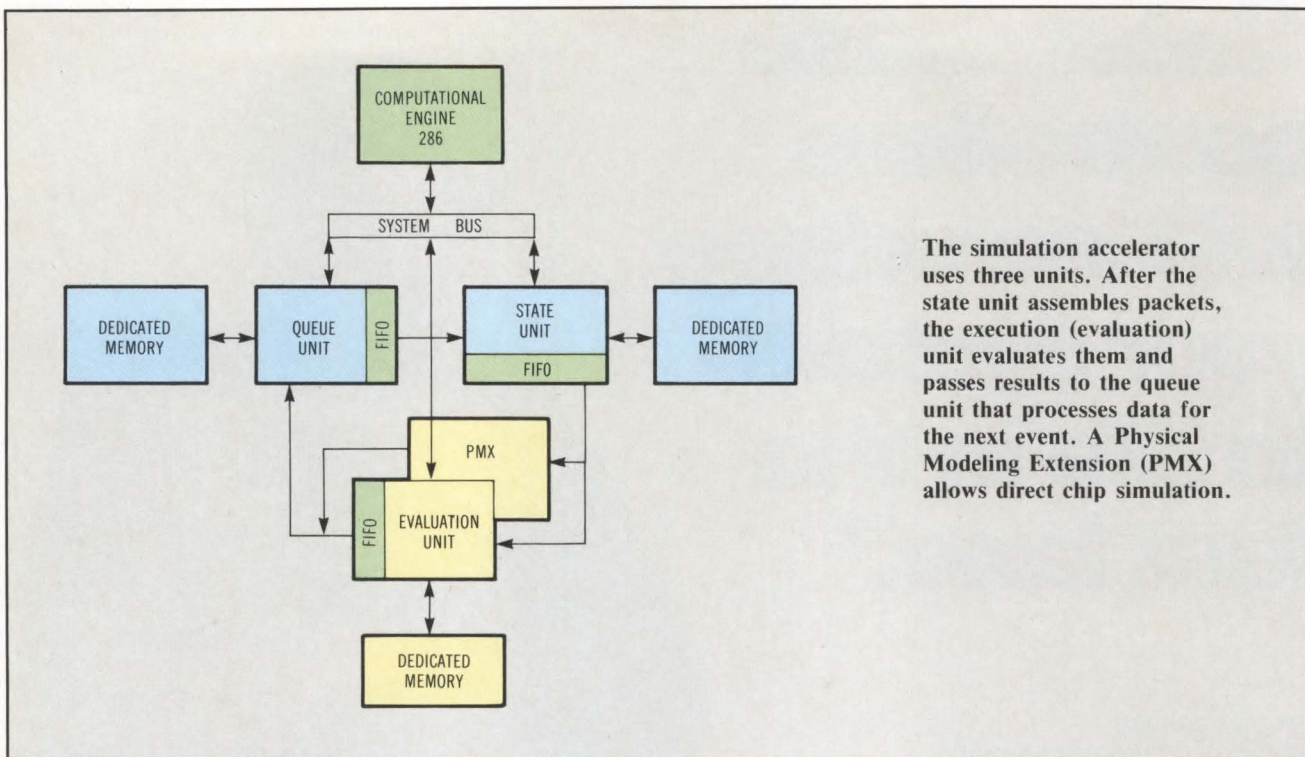 COMPUTATIONAL
ENGINE
286
SYSTEM BUS
DEDICATED
MEMORY
QUEUE
UNIT
FIFO
STATE
UNIT
FIFO
DEDICATED
MEMORY
PMX
FIFO
EVALUATION
UNIT
DEDICATED
MEMORY
The simulation accelerator
uses three units. After the
state unit assembles packets,
the execution (evaluation)
unit evaluates them and
passes results to the queue
unit that processes data for
the next event. A Physical
Modeling Extension (PMX)
allows direct chip simulation.